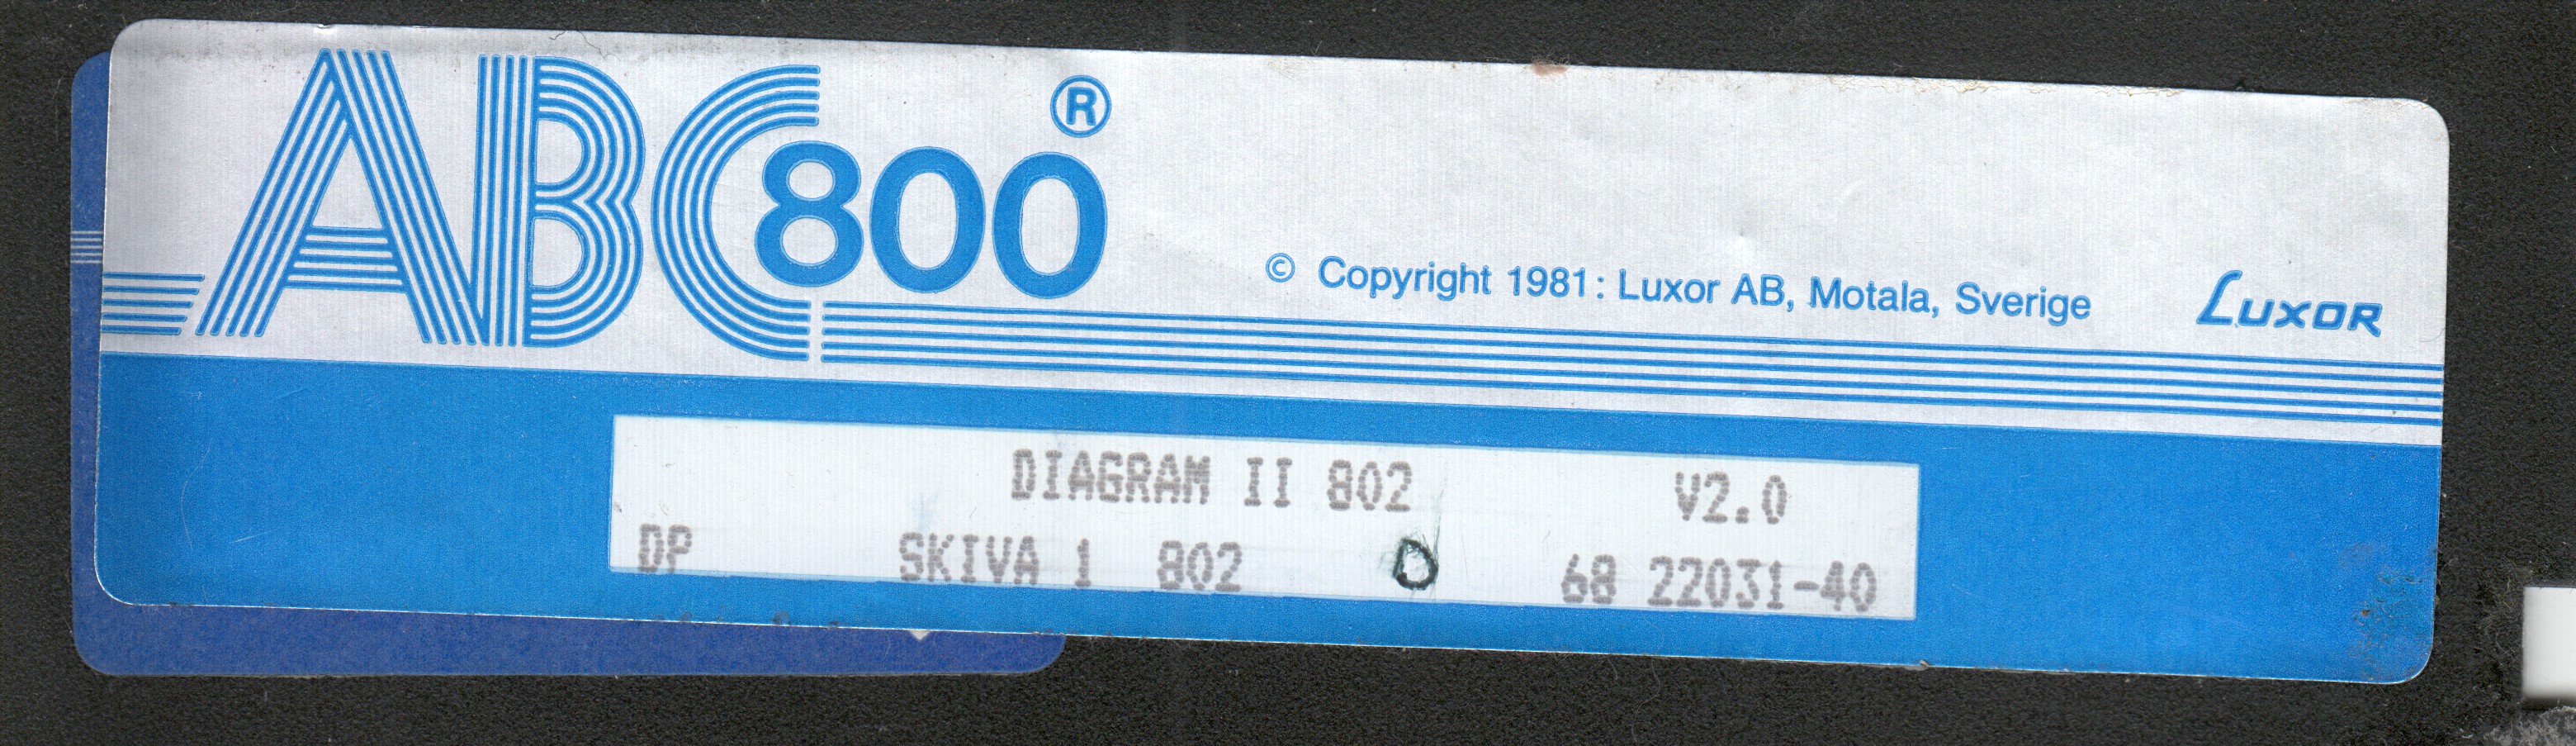 ABC800®
© Copyright 1981: Luxor AB, Motala, Sverige
LUXOR
DIAGRAM II 802 V2.0
DP SKIVA 1 802 O 68 22031-40